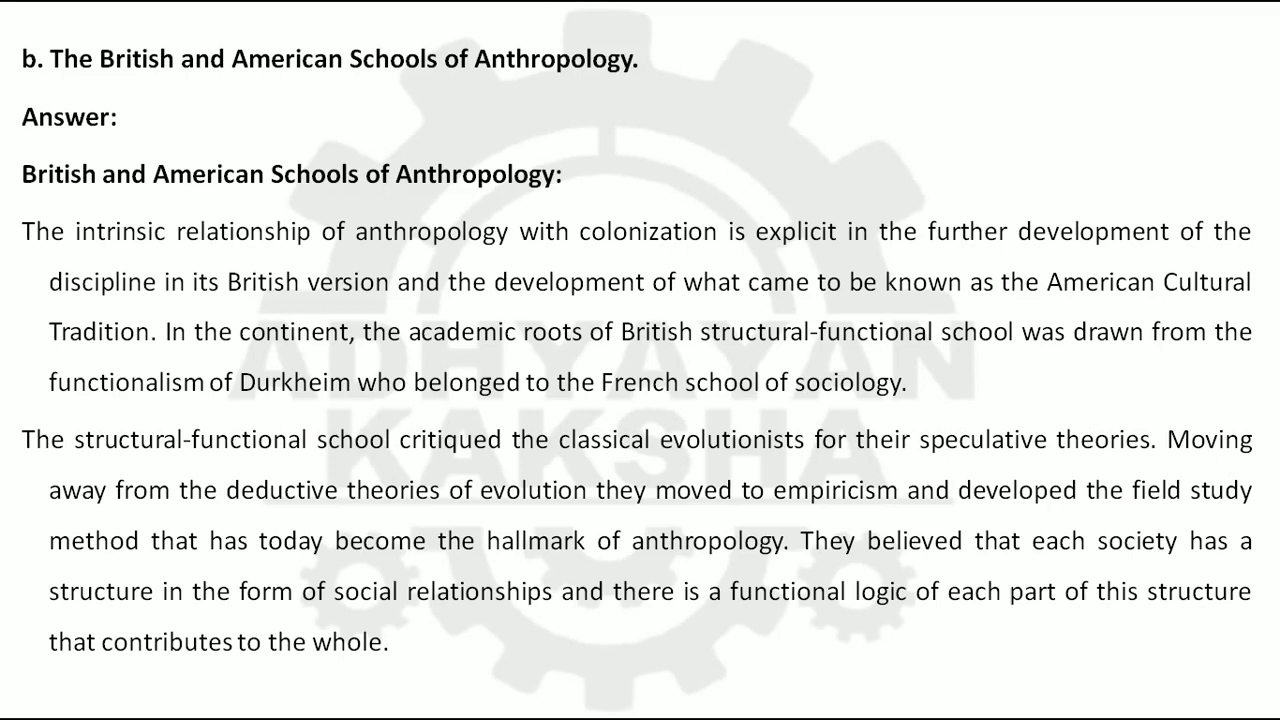 b. The British and American Schools of Anthropology.
Answer:
British and American Schools of Anthropology:
The intrinsic relationship of anthropology with colonization is explicit in the further development of the
discipline in its British version and the development of what came to be known as the American Cultural
Tradition. In the continent, the academic roots of British structural-functional school was drawn from the
functionalism of Durkheim who belonged to the French school of sociology.
The structural-functional school critiqued the classical evolutionists for their speculative theories. Moving
away from the deductive theories of evolution they moved to empiricism and developed the field study
method that has today become the hallmark of anthropology. They believed that each society has a
structure in the form of social relationships and there is a functional logic of each part of this structure
that contributes to the whole.
ADHYAYAN
KAKSHA